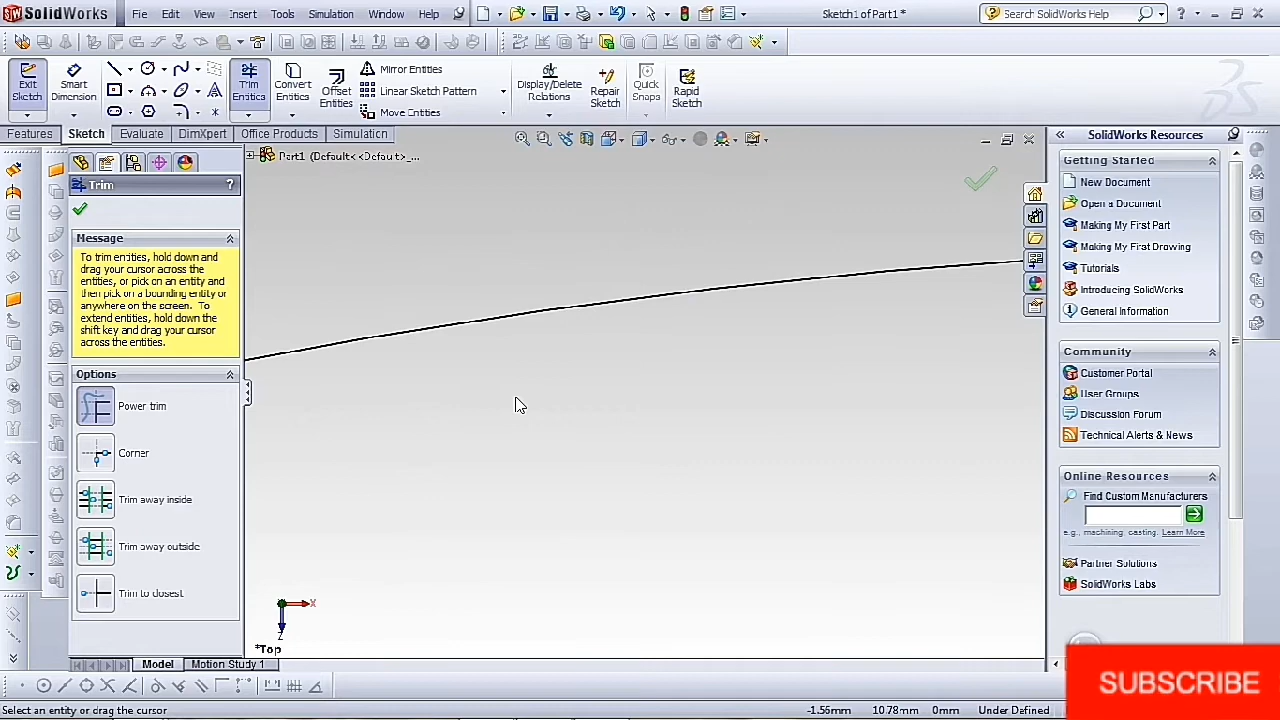 SolidWorks
File Edit View Insert Tools Simulation Window Help
Sketch1 of Part1 *
Search SolidWorks Help
Exit Sketch
Smart Dimension
Trim Entities
Convert Entities
Offset Entities
Mirror Entities
Linear Sketch Pattern
Move Entities
Display/Delete Relations
Repair Sketch
Quick Snaps
Rapid Sketch
Features Sketch Evaluate DimXpert Office Products Simulation
Part1 (Default<<Default>_...
Trim
?
Message
To trim entities, hold down and
drag your cursor across the
entities, or pick on an entity and
then pick on a bounding entity or
anywhere on the screen. To
extend entities, hold down the
shift key and drag your cursor
across the entities.
Options
Power trim
Corner
Trim away inside
Trim away outside
Trim to closest
X
Z
*Top
Model Motion Study 1
Select an entity or drag the cursor
-1.56mm 10.78mm 0mm Under Defined
SolidWorks Resources
Getting Started
New Document
Open a Document
Making My First Part
Making My First Drawing
Tutorials
Introducing SolidWorks
General Information
Community
Customer Portal
User Groups
Discussion Forum
Technical Alerts & News
Online Resources
Find Custom Manufacturers
e.g., machining, casting. Learn More
Partner Solutions
SolidWorks Labs
SUBSCRIBE